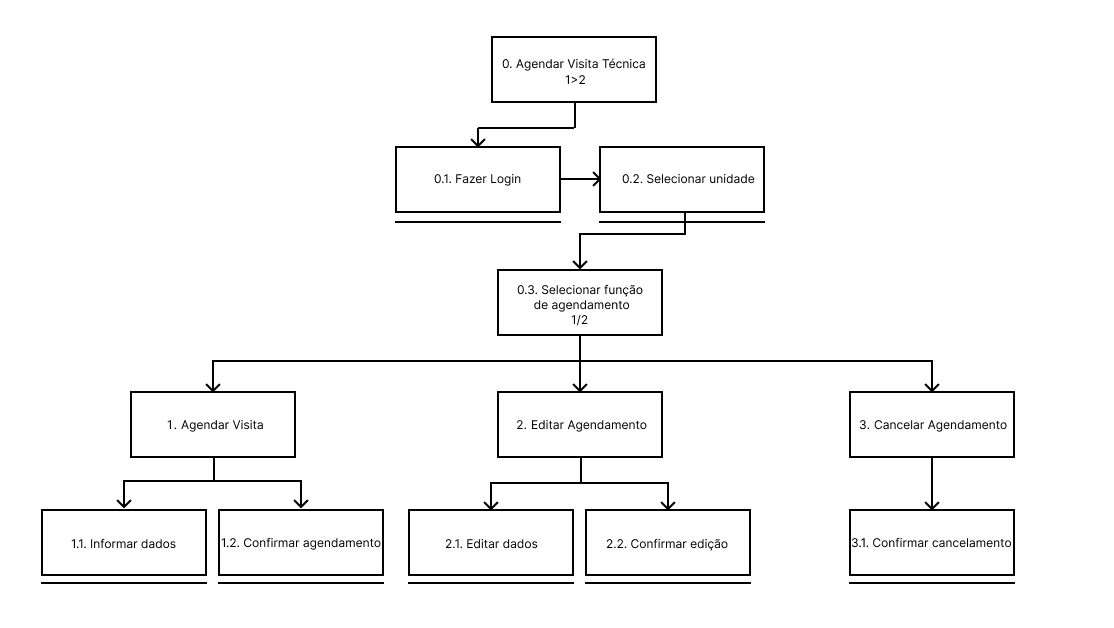 0. Agendar Visita Técnica
1>2
0.1. Fazer Login
0.2. Selecionar unidade
0.3. Selecionar função
de agendamento
1/2
1. Agendar Visita
2. Editar Agendamento
3. Cancelar Agendamento
1.1. Informar dados
1.2. Confirmar agendamento
2.1. Editar dados
2.2. Confirmar edição
3.1. Confirmar cancelamento